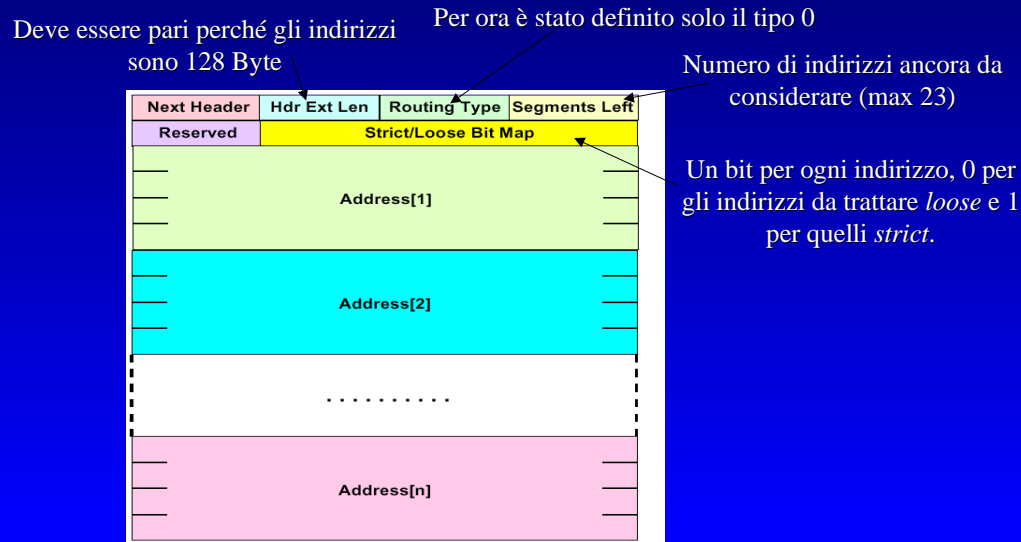 Deve essere pari perché gli indirizzi
sono 128 Byte
Per ora è stato definito solo il tipo 0
Numero di indirizzi ancora da
considerare (max 23)
Next Header
Hdr Ext Len
Routing Type
Segments Left
Reserved
Strict/Loose Bit Map
Un bit per ogni indirizzo, 0 per
gli indirizzi da trattare loose e 1
per quelli strict.
Address[1]
Address[2]
. . . . . . . . . .
Address[n]